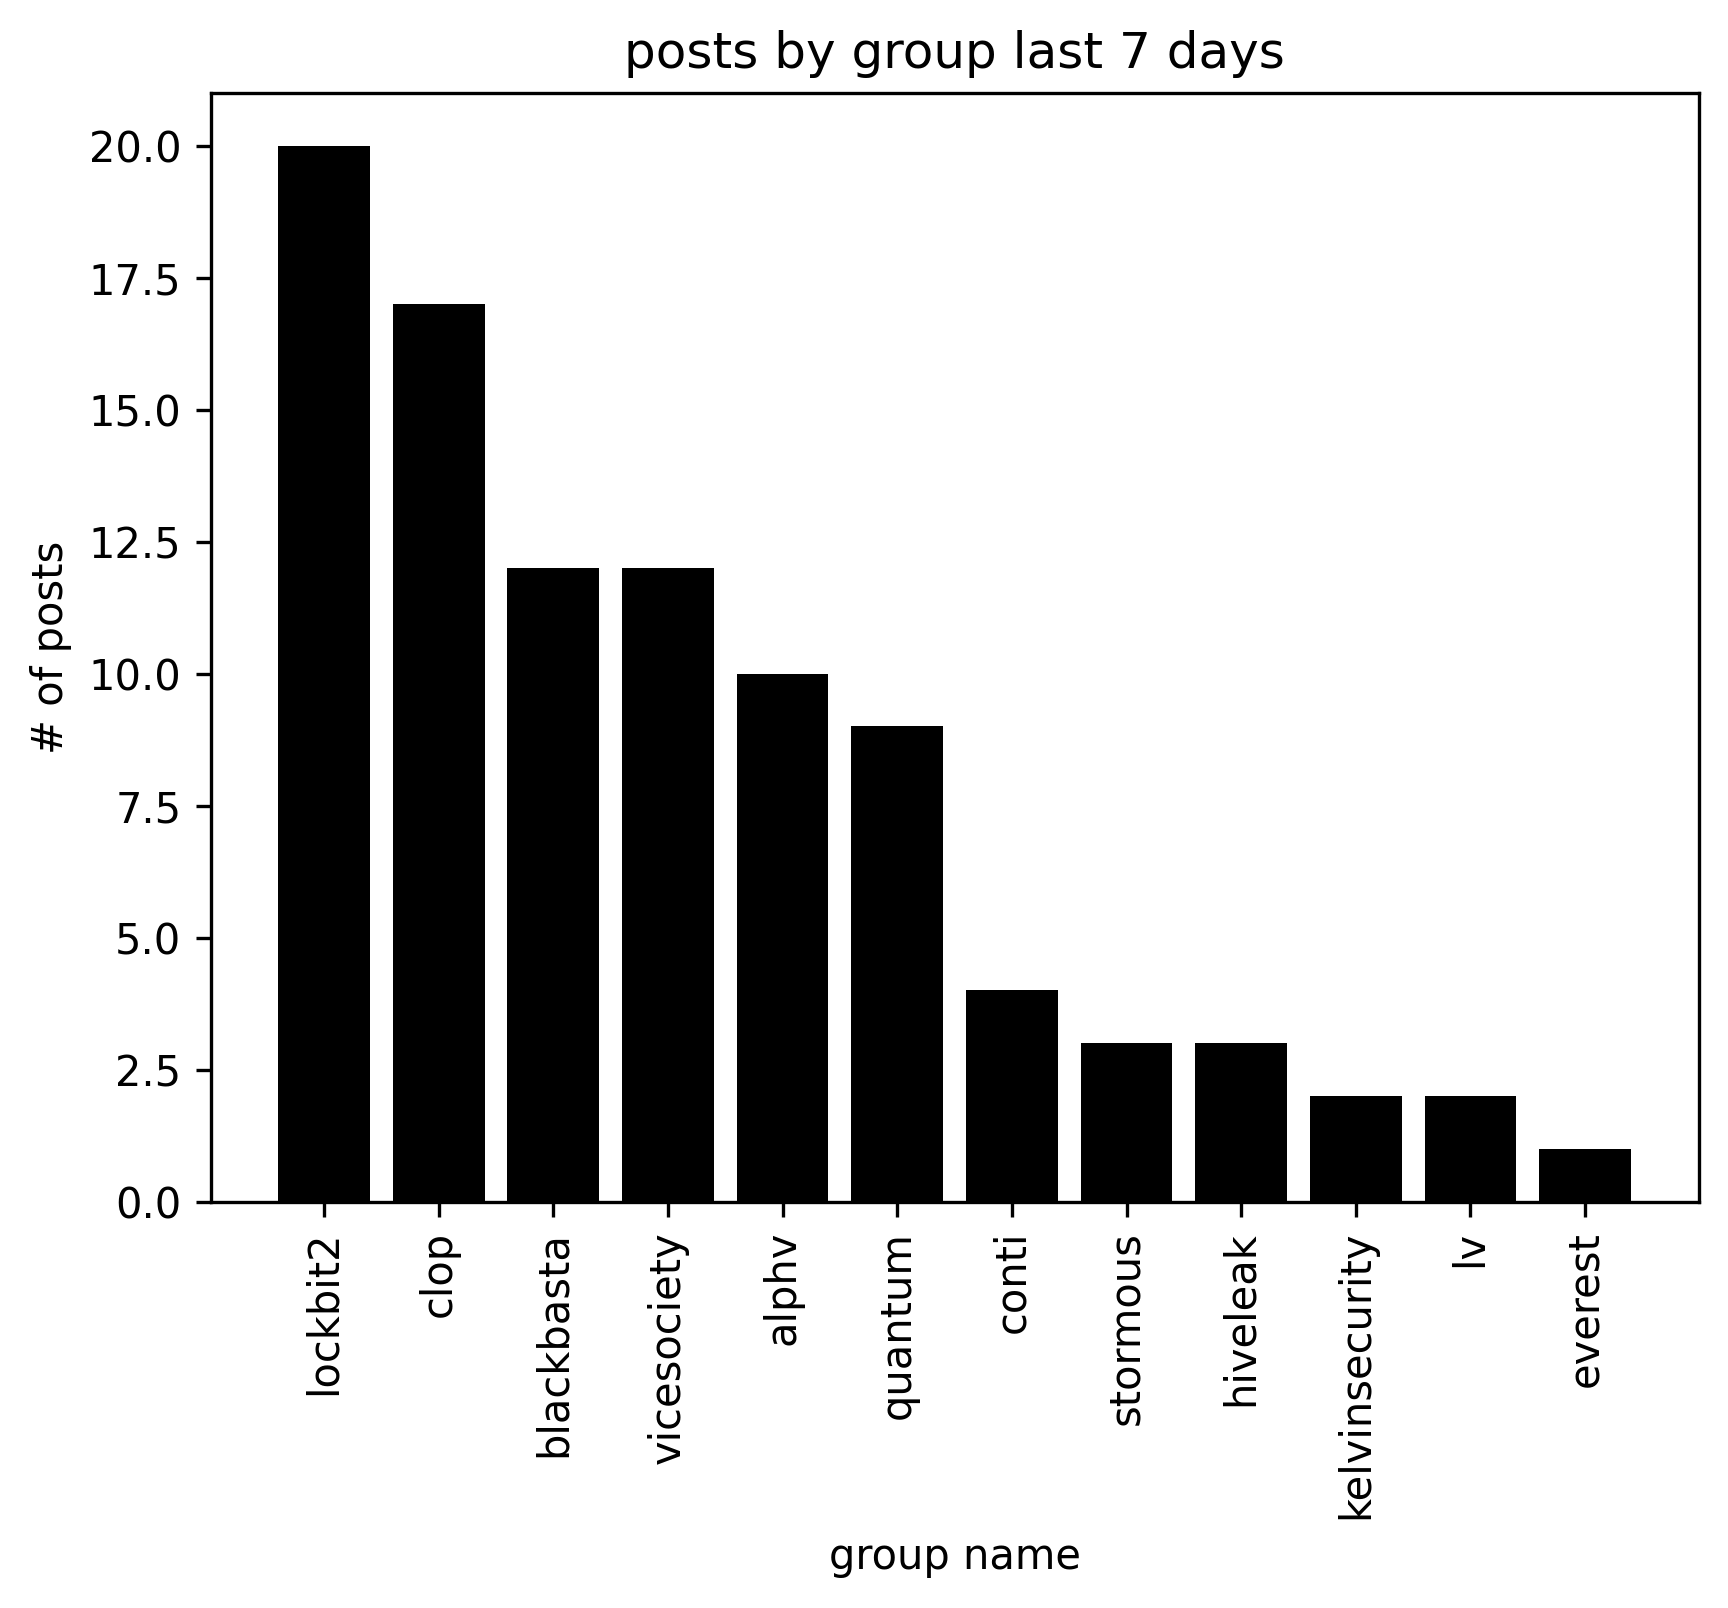 posts by group last 7 days
# of posts
20.0
17.5
15.0
12.5
10.0
7.5
5.0
2.5
0.0
lockbit2
clop
blackbasta
vicesociety
alphv
quantum
conti
stormous
hiveleak
kelvinsecurity
lv
everest
group name